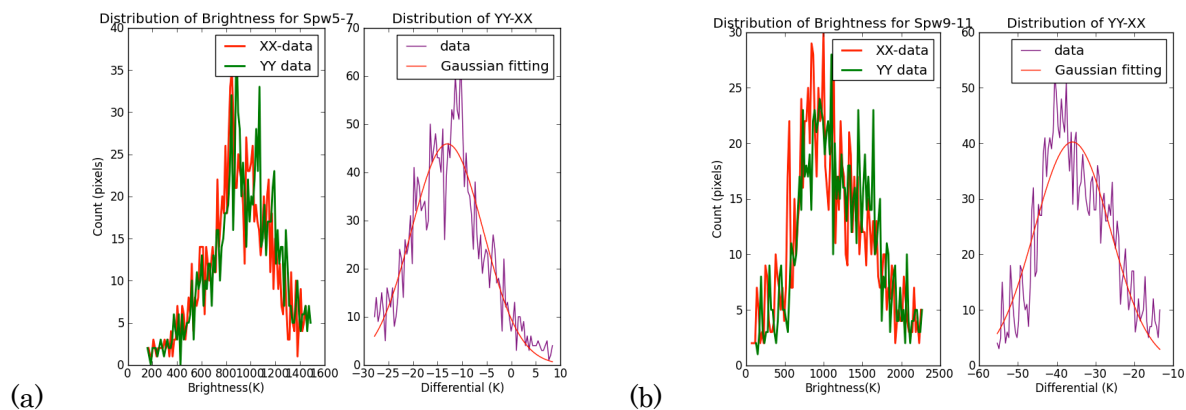 Distribution of Brightness for Spw5-7
Distribution of YY-XX
40
35
30
25
20
15
10
5
0
Count (pixels)
XX-data
YY data
200 400 600 800 1000 1200 1400 1600
Brightness(K)
70
60
50
40
30
20
10
0
data
Gaussian fitting
−30 −25 −20 −15 −10 −5 0 5 10
Differential (K)
(a)
Distribution of Brightness for Spw9-11
Distribution of YY-XX
30
25
20
15
10
5
0
Count (pixels)
XX-data
YY data
0 500 1000 1500 2000 2500
Brightness(K)
60
50
40
30
20
10
0
data
Gaussian fitting
−60 −50 −40 −30 −20 −10
Differential (K)
(b)